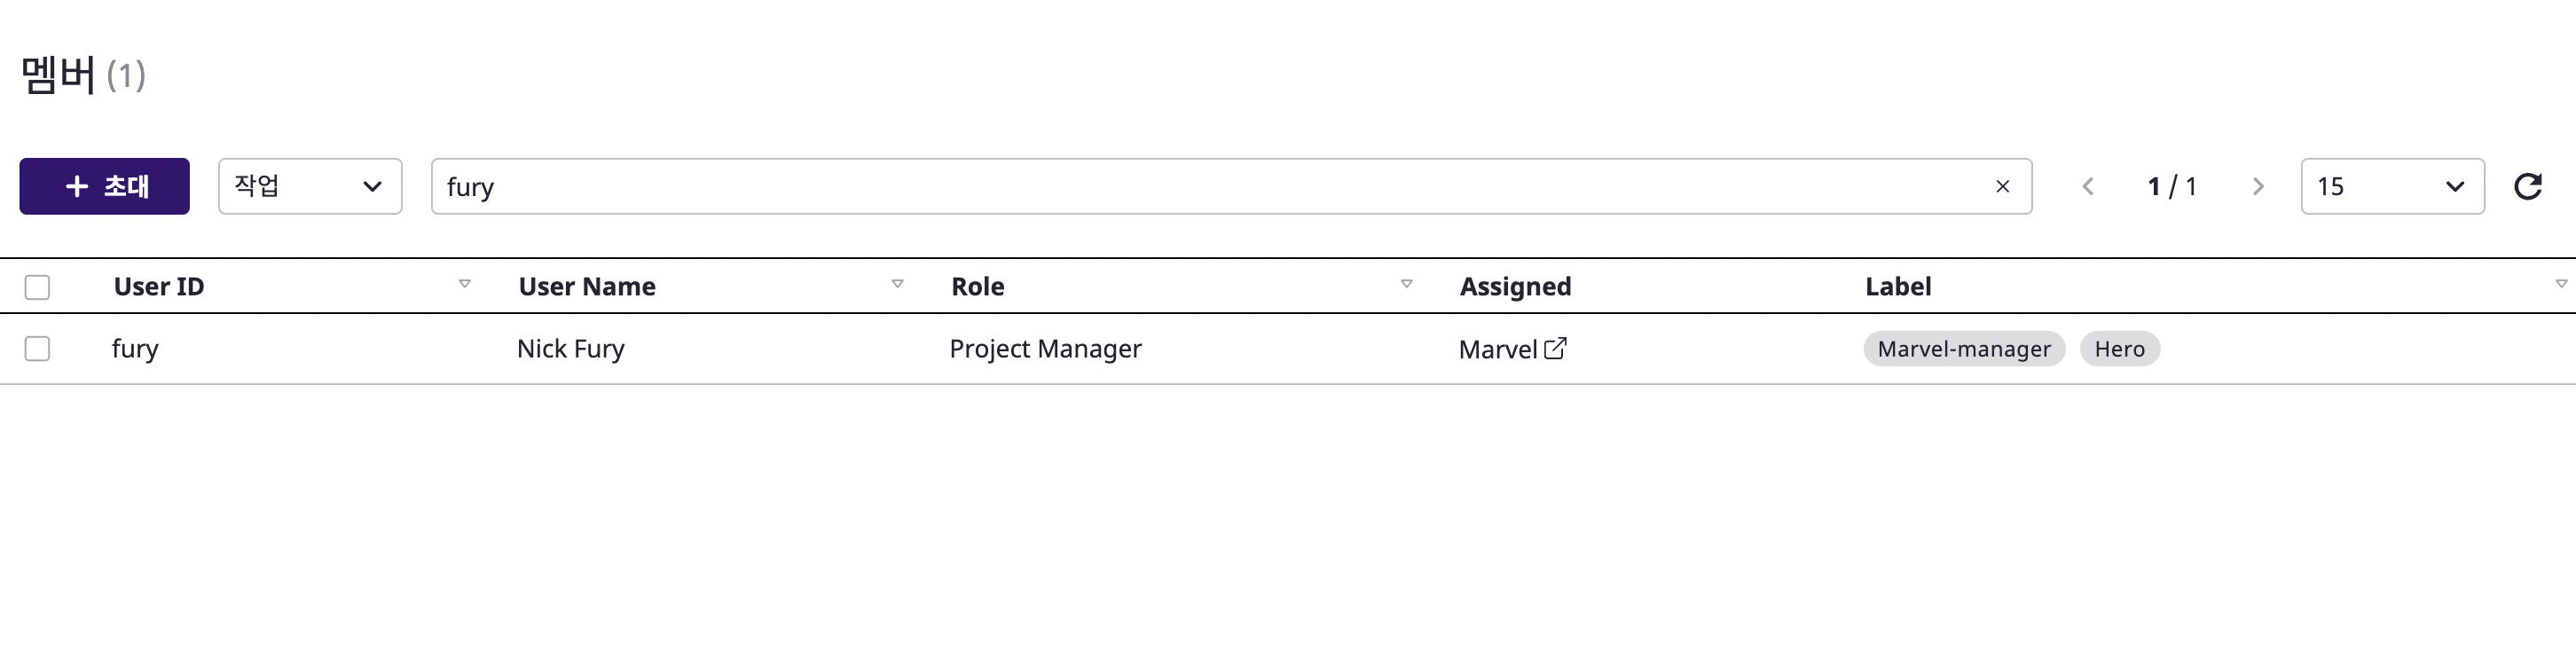 멤버 (1)
초대 작업 fury 1 / 1 15
User ID User Name Role Assigned Label
fury Nick Fury Project Manager Marvel Marvel-manager Hero